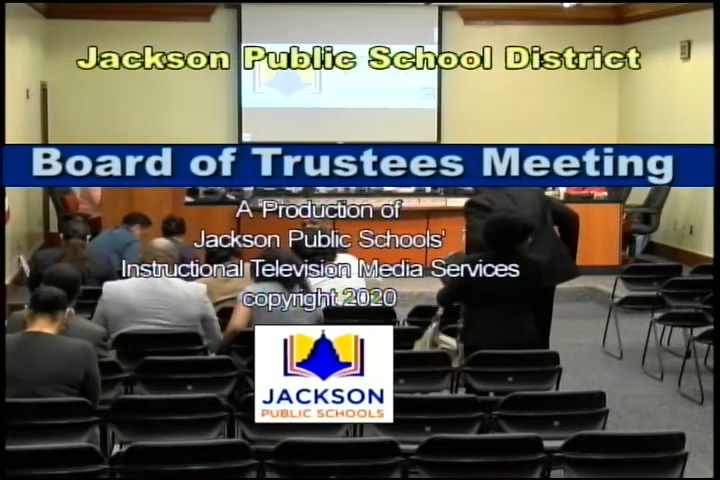 Jackson Public School District
Board of Trustees Meeting
A Production of
Jackson Public Schools'
Instructional Television Media Services
copyright 2020
JACKSON
PUBLIC SCHOOLS